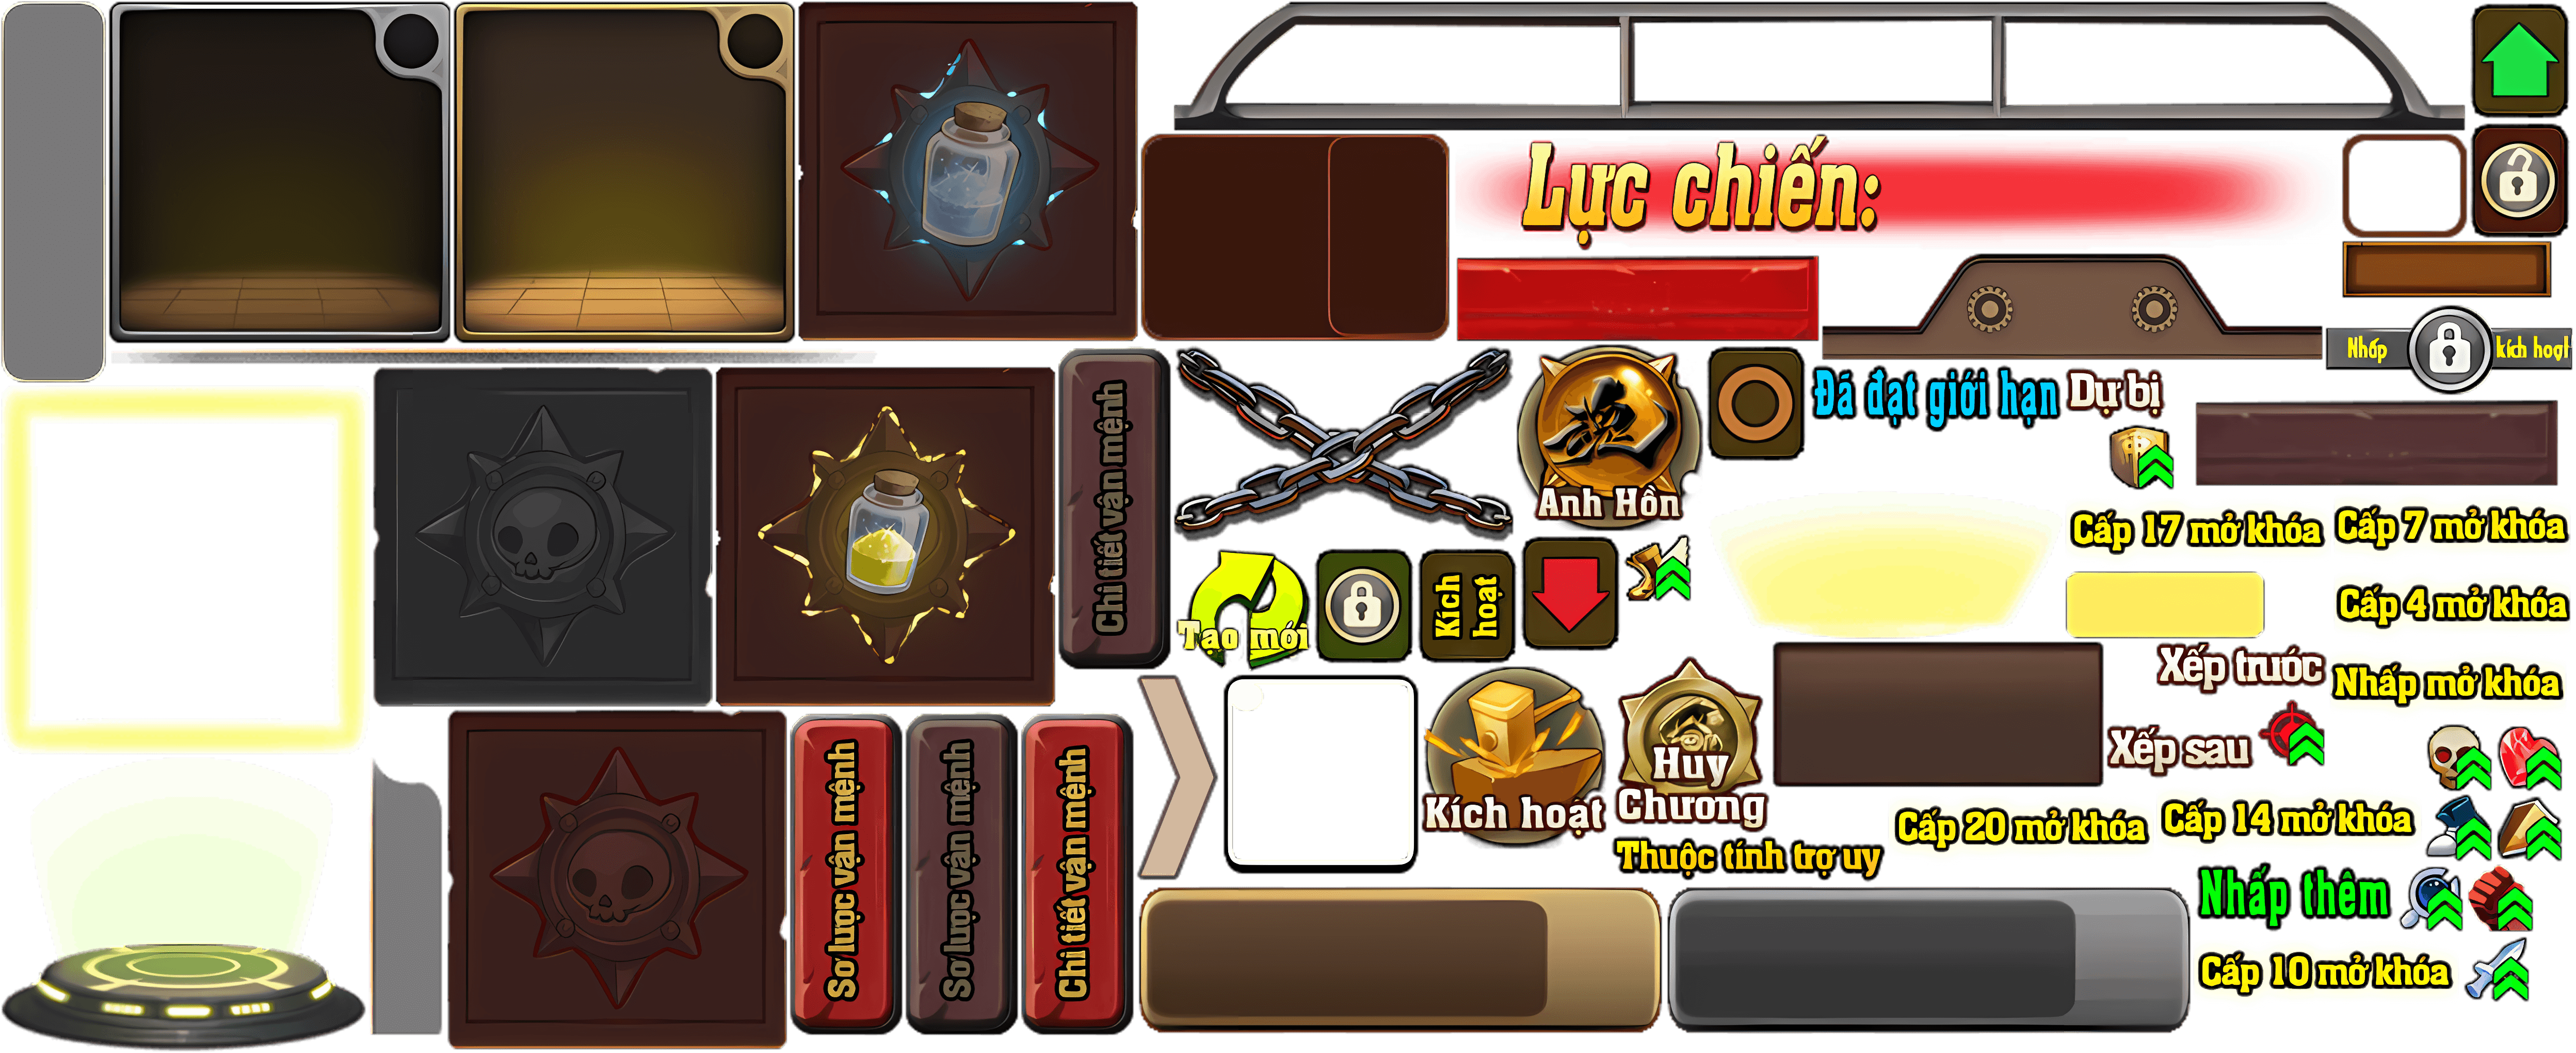 Lực chiến:
Nhấp
kích hoạt
Đá đạt giới hạn
Dự bị
Chi tiết vận mệnh
Anh Hồn
Cấp 17 mở khóa
Cấp 7 mở khóa
Tạo mới
Kích
hoạt
Cấp 4 mở khóa
Xếp trước
Nhấp mở khóa
Sơ lược vận mệnh
Sơ lược vận mệnh
Chi tiết vận mệnh
Kích hoạt
Huy
Chương
Xếp sau
Thuộc tính trợ uy
Cấp 20 mở khóa
Cấp 14 mở khóa
Nhấp thêm
Cấp 10 mở khóa